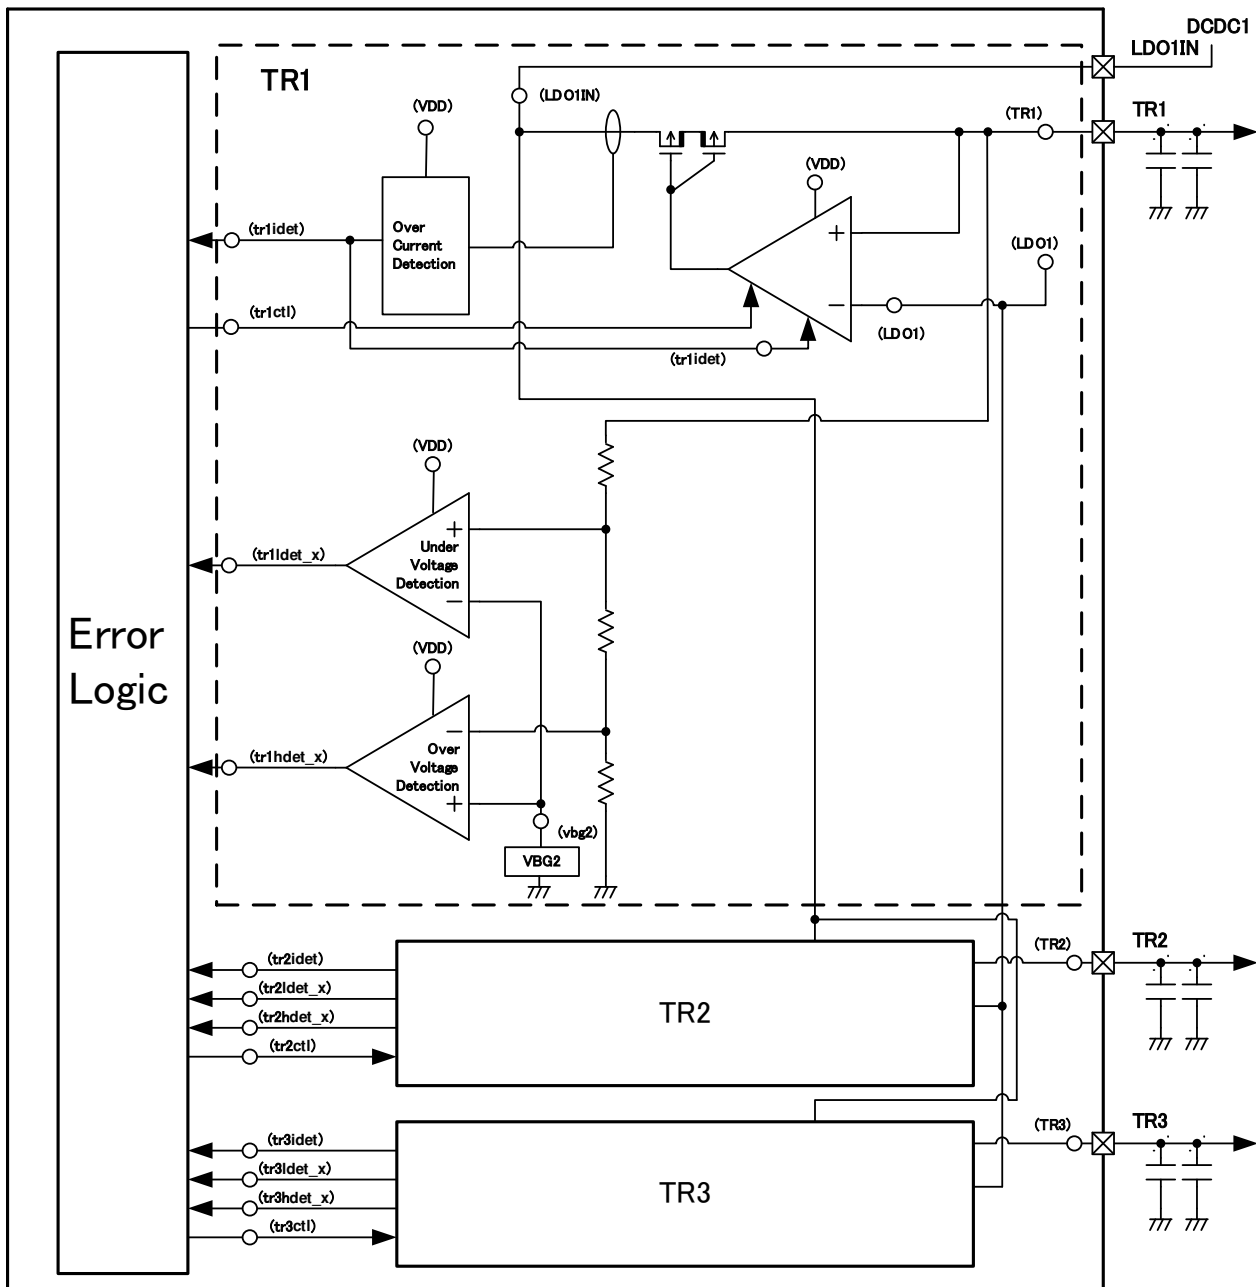 DCDC1
LDO1IN
TR1
(LDO1IN)
(VDD)
(TR1)
TR1
(VDD)
Over
Current
Detection
(tr1idet)
+
(LDO1)
−
(LDO1)
(tr1ctl)
(tr1idet)
(VDD)
+
Under
Voltage
Detection
−
(tr1ldet_x)
Error
Logic
(VDD)
−
Over
Voltage
Detection
+
(tr1hdet_x)
(vbg2)
VBG2
(tr2idet)
(tr2ldet_x)
(tr2hdet_x)
(tr2ctl)
TR2
(TR2)
TR2
(tr3idet)
(tr3ldet_x)
(tr3hdet_x)
(tr3ctl)
TR3
(TR3)
TR3